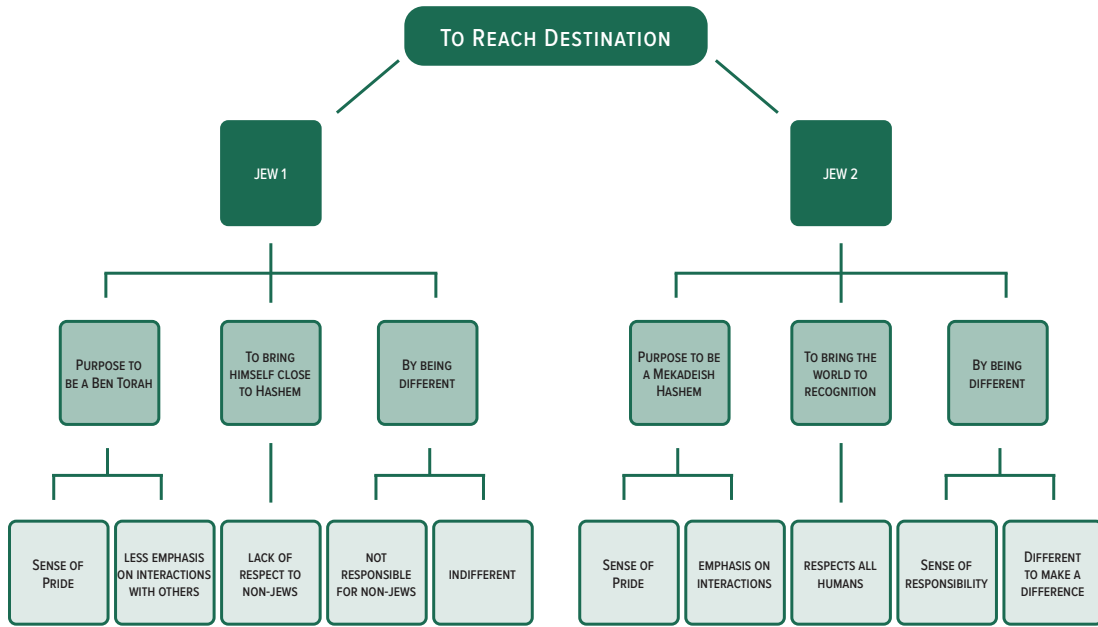 To Reach Destination
JEW 1
JEW 2
Purpose to
be a Ben Torah
To bring
himself close
to Hashem
By being
different
Purpose to be
a Mekadeish
Hashem
To bring the
world to
recognition
By being
different
Sense of
Pride
less emphasis
on interactions
with others
lack of
respect to
non-Jews
not
responsible
for non-Jews
indifferent
Sense of
Pride
emphasis on
interactions
respects all
humans
Sense of
responsibility
Different
to make a
difference